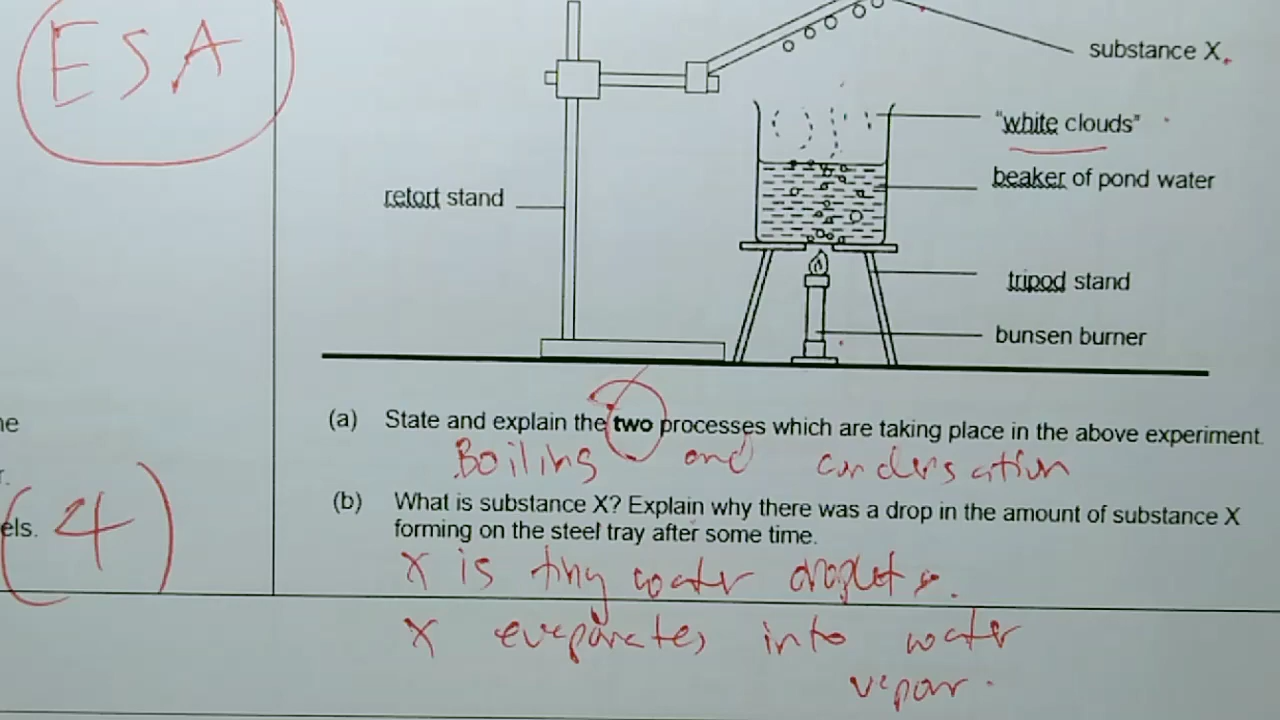 ESA
substance X
"white clouds"
beaker of pond water
retort stand
tripod stand
bunsen burner
(a) State and explain the two processes which are taking place in the above experiment.
Boiling and condensation
(b) What is substance X? Explain why there was a drop in the amount of substance X
els. forming on the steel tray after some time.
(4)
X is tiny water droplets.
X evaporates into water
vapour.